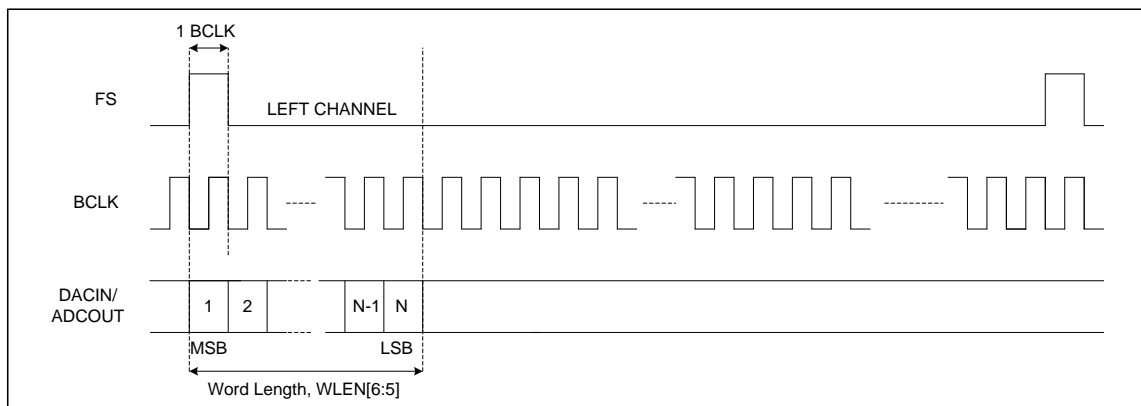 1 BCLK
FS
LEFT CHANNEL
BCLK
DACIN/
ADCOUT
1
2
N-1
N
MSB
LSB
Word Length, WLEN[6:5]